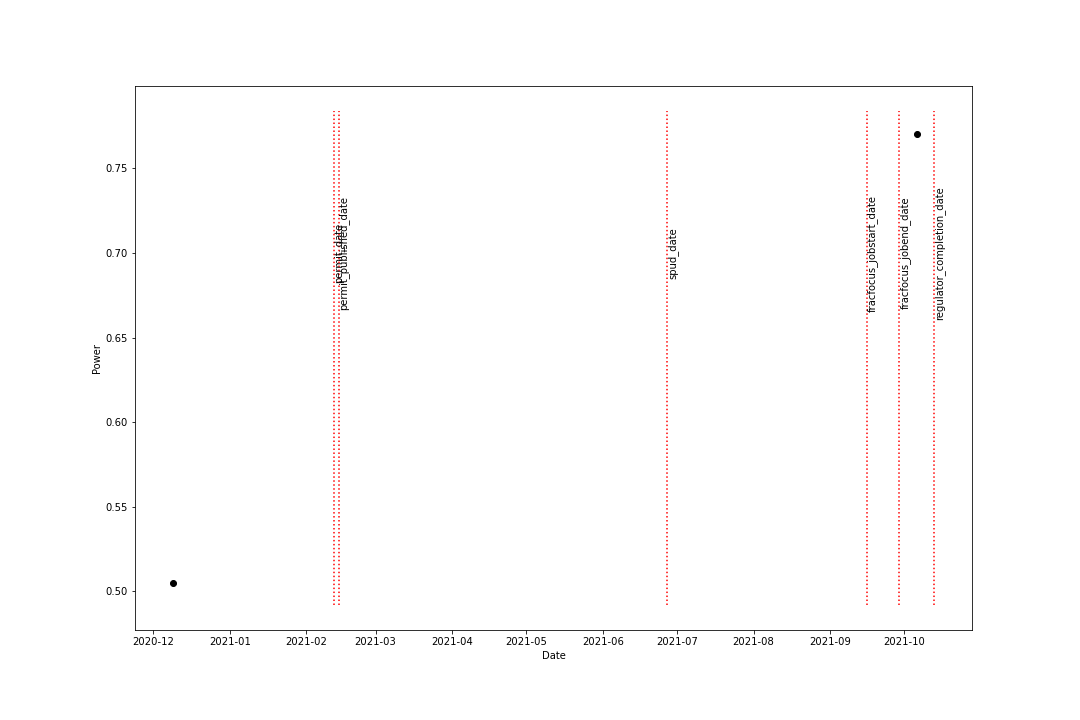 0.75
0.70
0.65
0.60
0.55
0.50
Power
permit_date
permit_published_date
spud_date
fracfocus_jobstart_date
fracfocus_jobend_date
regulator_completion_date
2020-12 2021-01 2021-02 2021-03 2021-04 2021-05 2021-06 2021-07 2021-08 2021-09 2021-10
Date